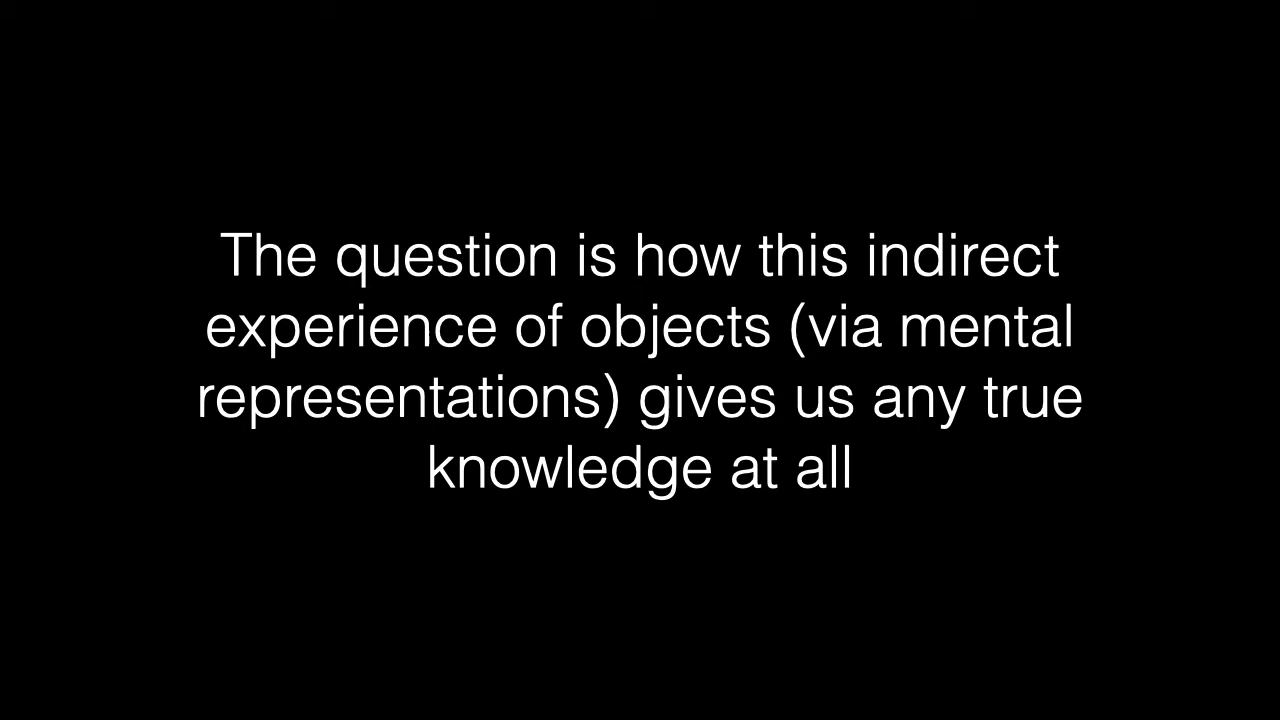 The question is how this indirect
experience of objects (via mental
representations) gives us any true
knowledge at all